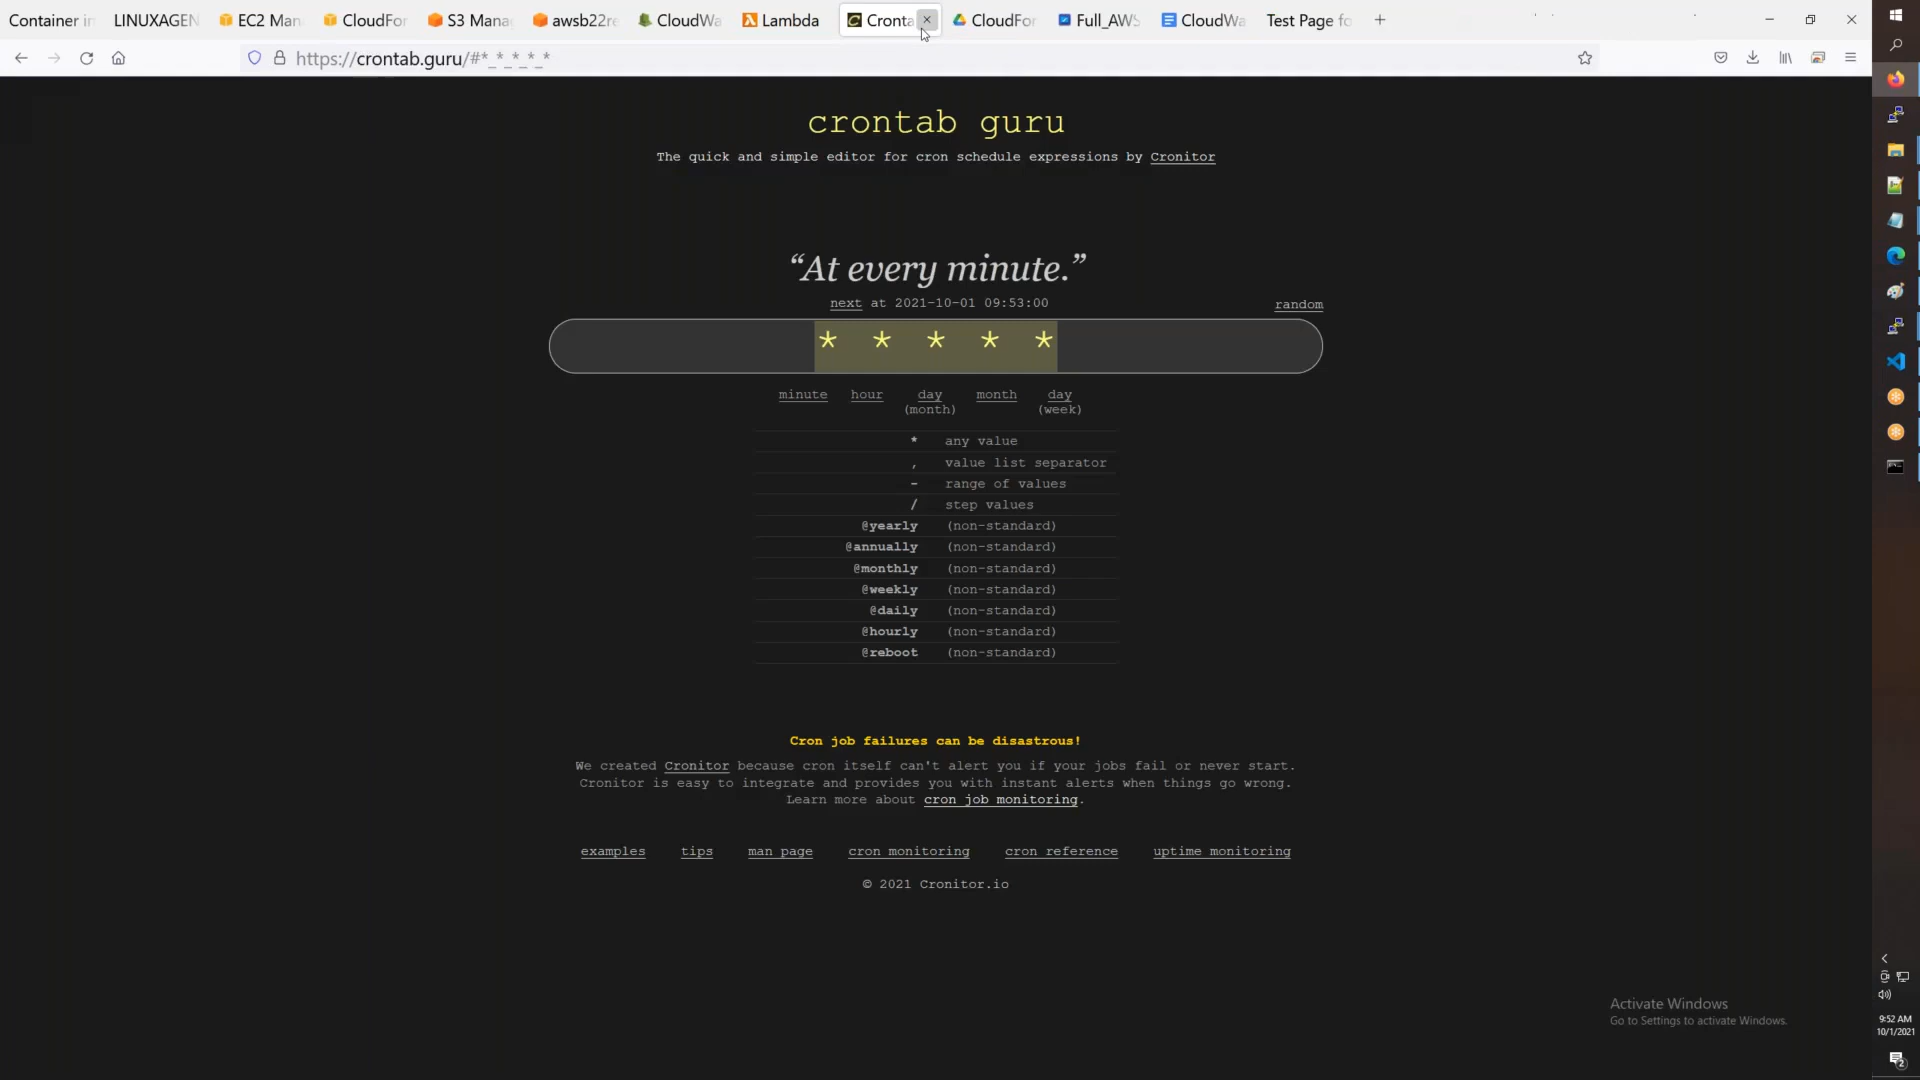 Container in LINUXAGEN EC2 Man CloudFor S3 Mana awsb22re CloudWa Lambda Cronta CloudFor Full_AWS CloudWa Test Page fo
https://crontab.guru/#*_*_*_*_*
crontab guru
The quick and simple editor for cron schedule expressions by Cronitor
“At every minute.”
next at 2021-10-01 09:53:00
random
* * * * *
minute hour day (month) month day (week)
* any value
, value list separator
- range of values
/ step values
@yearly (non-standard)
@annually (non-standard)
@monthly (non-standard)
@weekly (non-standard)
@daily (non-standard)
@hourly (non-standard)
@reboot (non-standard)
Cron job failures can be disastrous!
We created Cronitor because cron itself can't alert you if your jobs fail or never start.
Cronitor is easy to integrate and provides you with instant alerts when things go wrong.
Learn more about cron job monitoring.
examples tips man page cron monitoring cron reference uptime monitoring
© 2021 Cronitor.io
Activate Windows
Go to Settings to activate Windows.
9:52 AM
10/1/2021
2